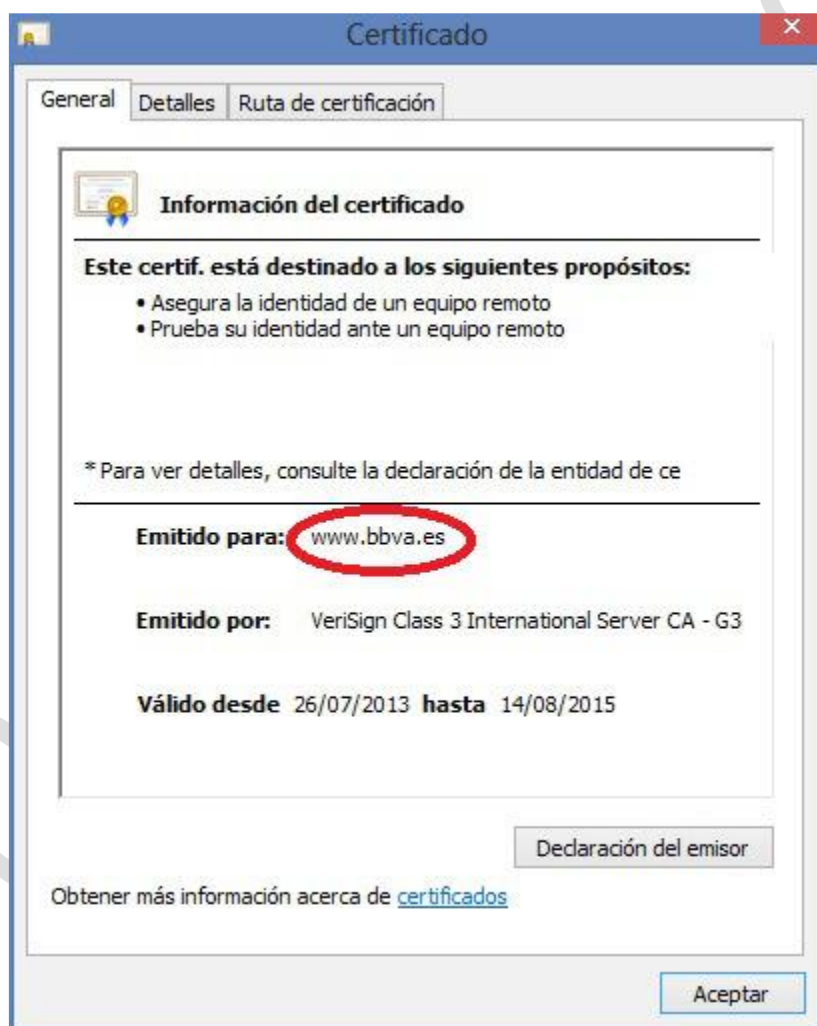 Certificado
General Detalles Ruta de certificación
Información del certificado
Este certif. está destinado a los siguientes propósitos:
• Asegura la identidad de un equipo remoto
• Prueba su identidad ante un equipo remoto
* Para ver detalles, consulte la declaración de la entidad de ce
Emitido para: www.bbva.es
Emitido por: VeriSign Class 3 International Server CA - G3
Válido desde 26/07/2013 hasta 14/08/2015
Declaración del emisor
Obtener más información acerca de certificados
Aceptar